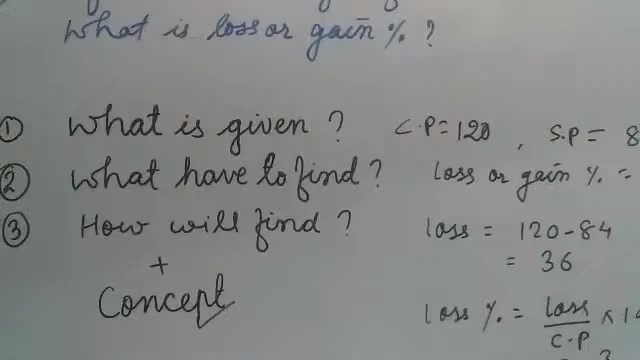 What is loss or gain % ?
① What is given ? C.P = 120 , S.P = 8
② What have to find ? loss or gain % =
③ How will find ? loss = 120 - 84
+ = 36
Concept
loss % = loss / C.P × 1